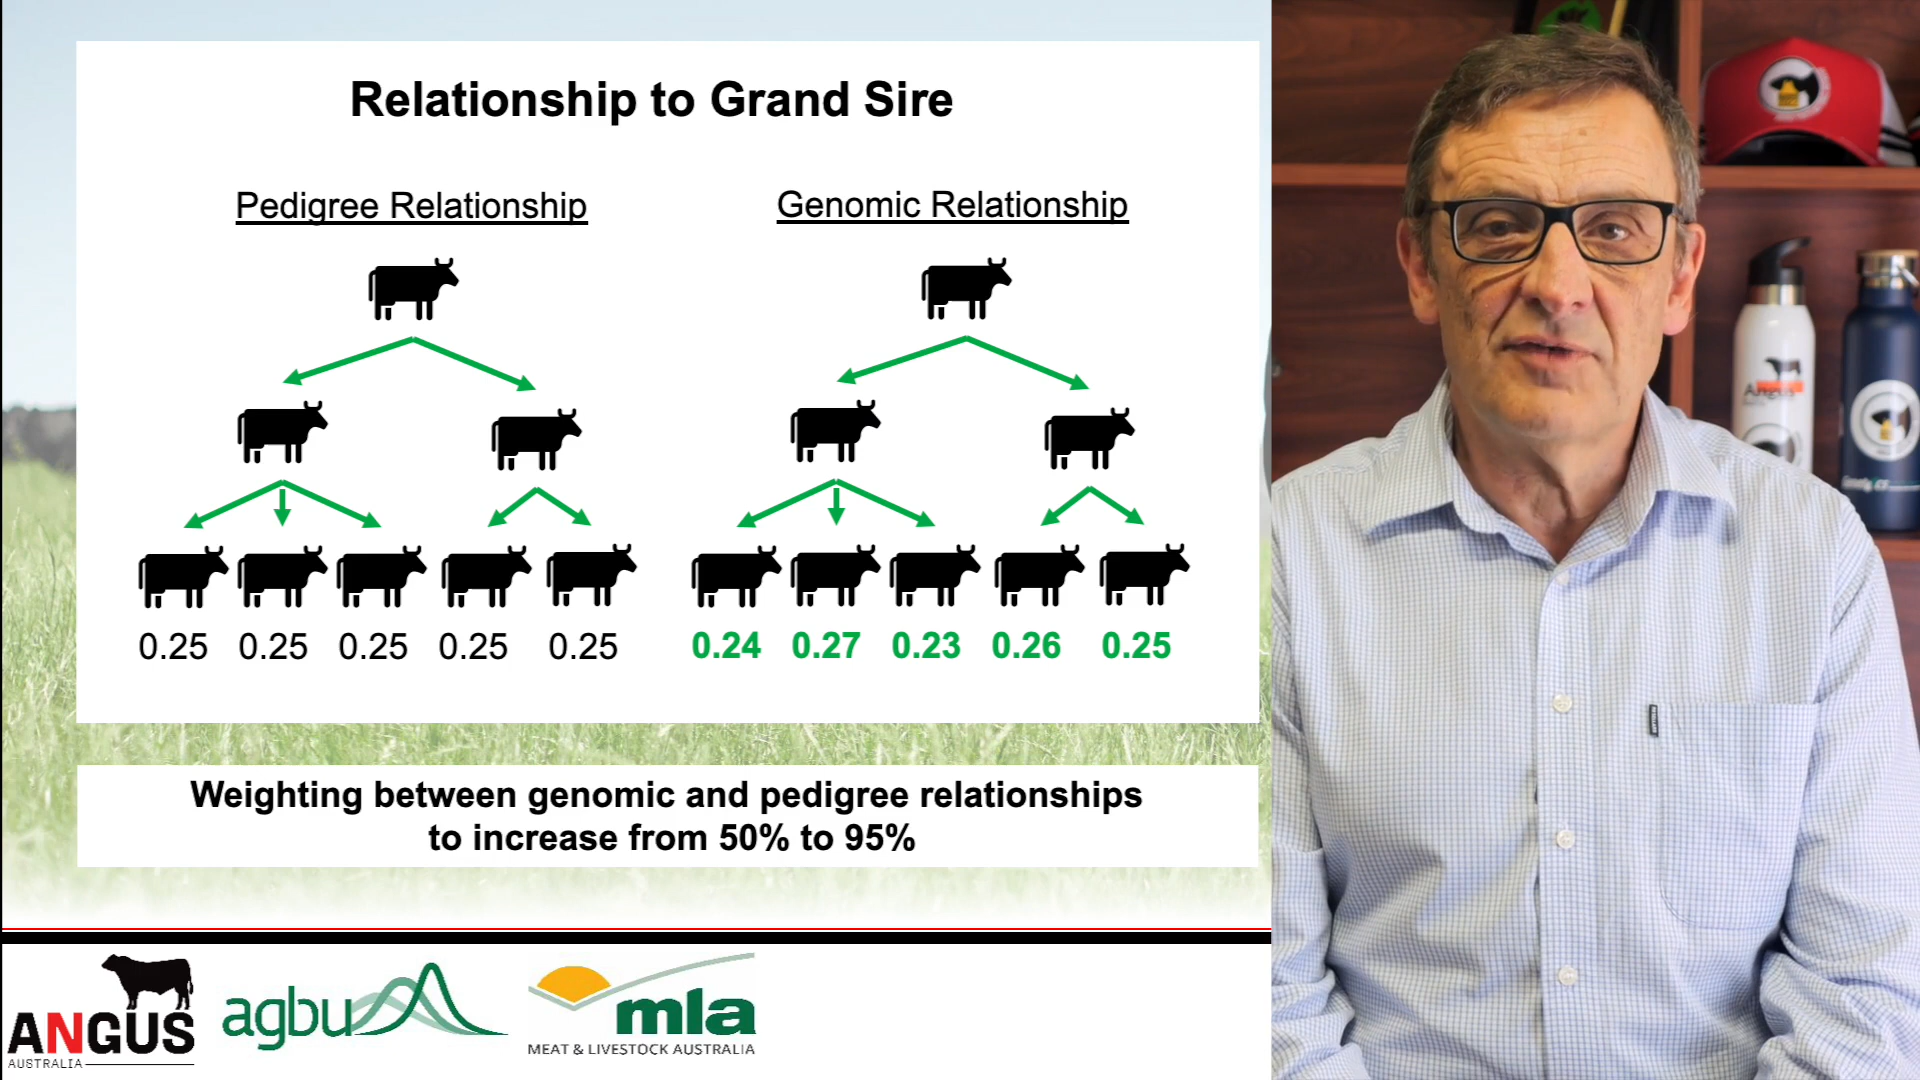 Relationship to Grand Sire
Pedigree Relationship
0.25 0.25 0.25 0.25 0.25
Genomic Relationship
0.24 0.27 0.23 0.26 0.25
Weighting between genomic and pedigree relationships
to increase from 50% to 95%
ANGUS
AUSTRALIA
agbu
mla
MEAT & LIVESTOCK AUSTRALIA
Angus